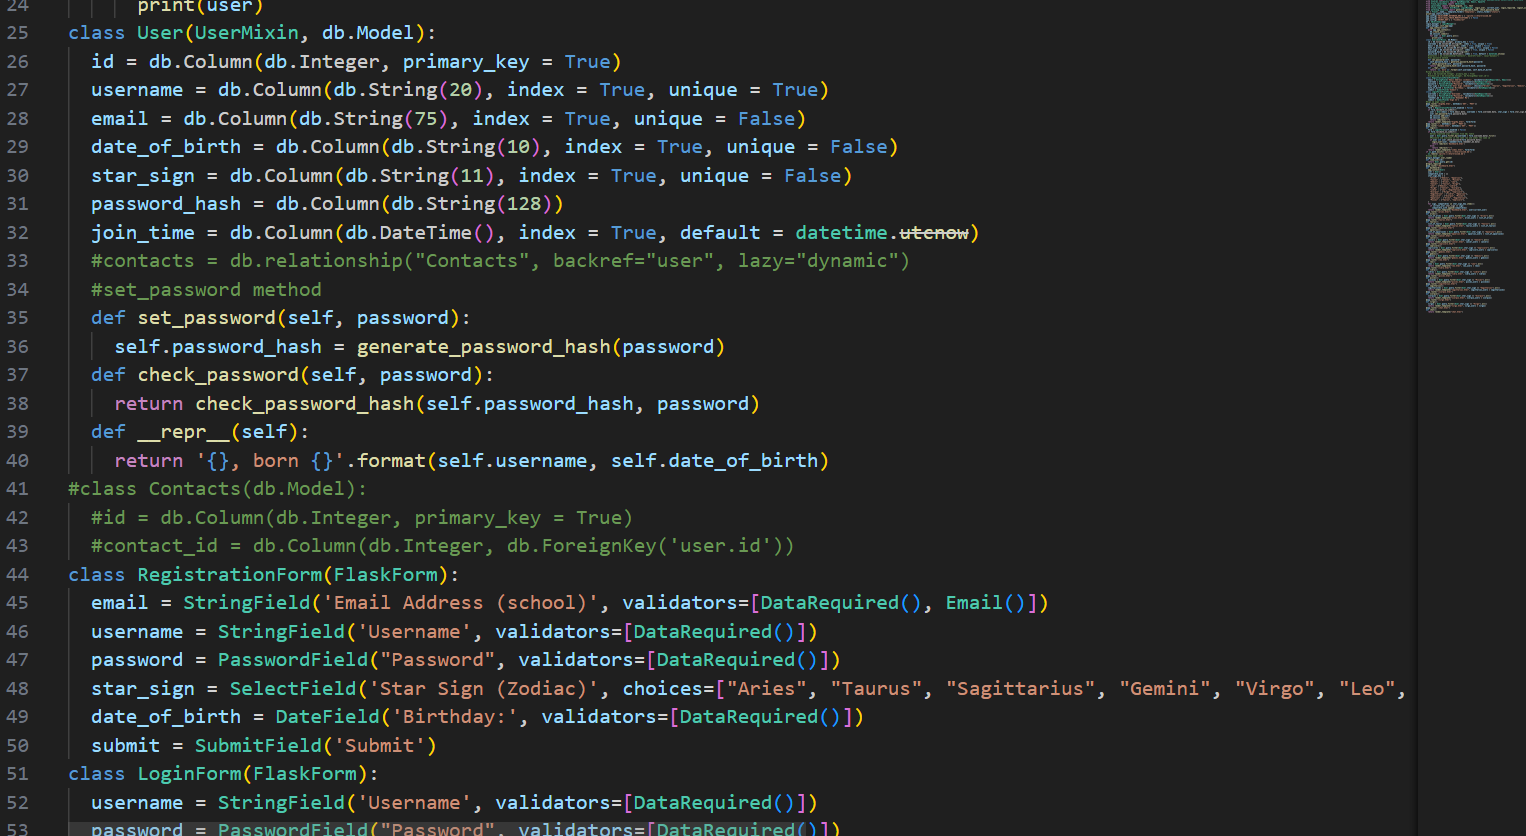 24 print(user)
25 class User(UserMixin, db.Model):
26 id = db.Column(db.Integer, primary_key = True)
27 username = db.Column(db.String(20), index = True, unique = True)
28 email = db.Column(db.String(75), index = True, unique = False)
29 date_of_birth = db.Column(db.String(10), index = True, unique = False)
30 star_sign = db.Column(db.String(11), index = True, unique = False)
31 password_hash = db.Column(db.String(128))
32 join_time = db.Column(db.DateTime(), index = True, default = datetime.utcnow)
33 #contacts = db.relationship("Contacts", backref="user", lazy="dynamic")
34 #set_password method
35 def set_password(self, password):
36 self.password_hash = generate_password_hash(password)
37 def check_password(self, password):
38 return check_password_hash(self.password_hash, password)
39 def __repr__(self):
40 return '{}, born {}'.format(self.username, self.date_of_birth)
41 #class Contacts(db.Model):
42 #id = db.Column(db.Integer, primary_key = True)
43 #contact_id = db.Column(db.Integer, db.ForeignKey('user.id'))
44 class RegistrationForm(FlaskForm):
45 email = StringField('Email Address (school)', validators=[DataRequired(), Email()])
46 username = StringField('Username', validators=[DataRequired()])
47 password = PasswordField("Password", validators=[DataRequired()])
48 star_sign = SelectField('Star Sign (Zodiac)', choices=["Aries", "Taurus", "Sagittarius", "Gemini", "Virgo", "Leo",
49 date_of_birth = DateField('Birthday:', validators=[DataRequired()])
50 submit = SubmitField('Submit')
51 class LoginForm(FlaskForm):
52 username = StringField('Username', validators=[DataRequired()])
53 password = PasswordField("Password", validators=[DataRequired()])